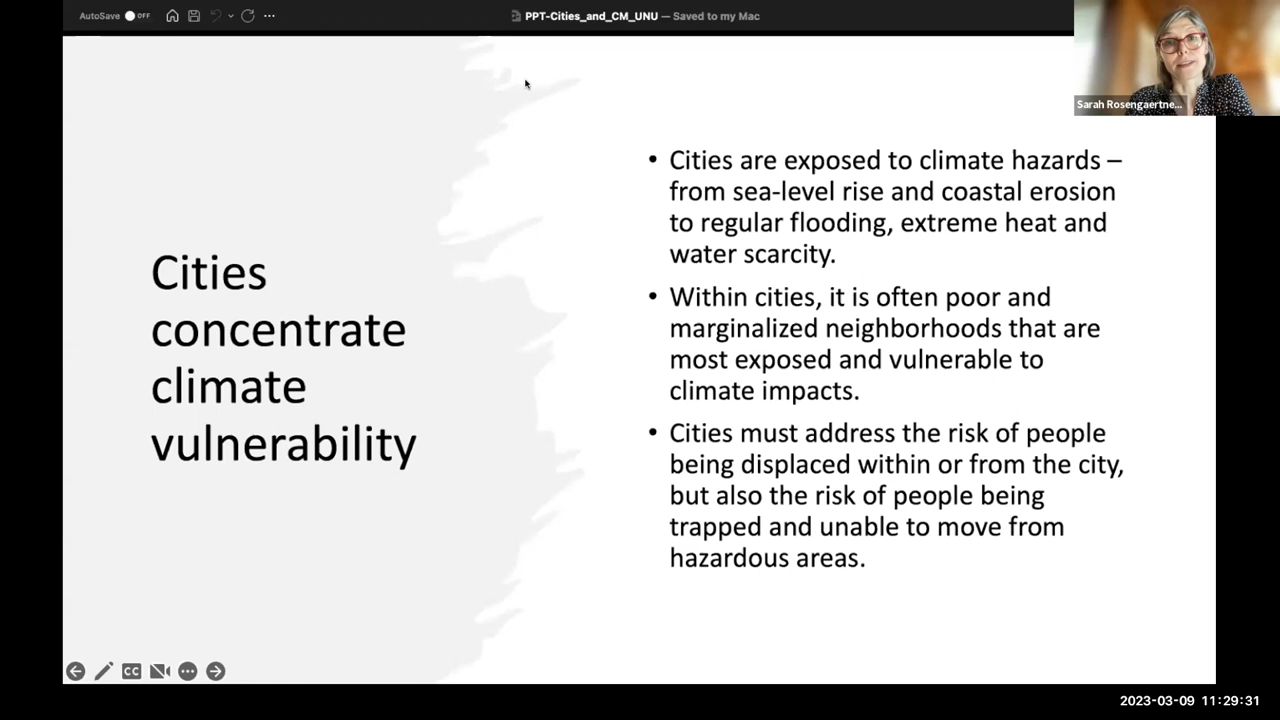 AutoSave OFF
PPT-Cities_and_CM_UNU — Saved to my Mac
Sarah Rosengaertne...
Cities
concentrate
climate
vulnerability
• Cities are exposed to climate hazards –
from sea-level rise and coastal erosion
to regular flooding, extreme heat and
water scarcity.
• Within cities, it is often poor and
marginalized neighborhoods that are
most exposed and vulnerable to
climate impacts.
• Cities must address the risk of people
being displaced within or from the city,
but also the risk of people being
trapped and unable to move from
hazardous areas.
CC
2023-03-09 11:29:31